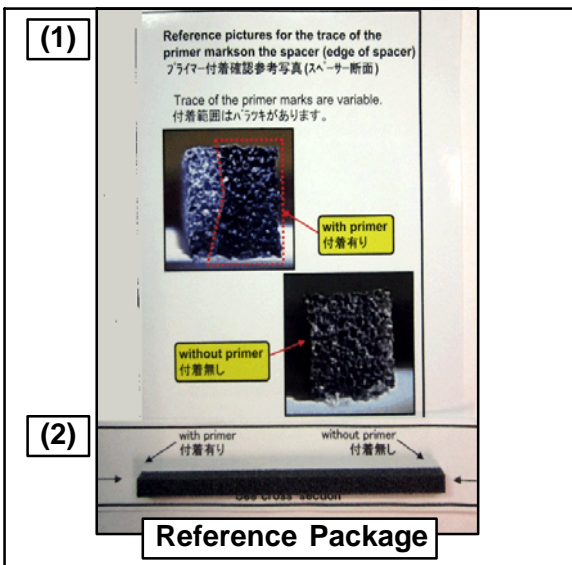 (1)
Reference pictures for the trace of the
primer markson the spacer (edge of spacer)
プライマー付着確認参考写真(スペーサー断面)
Trace of the primer marks are variable.
付着範囲はバラツキがあります。
with primer
付着有り
without primer
付着無し
(2)
with primer
付着有り
without primer
付着無し
See cross section
Reference Package